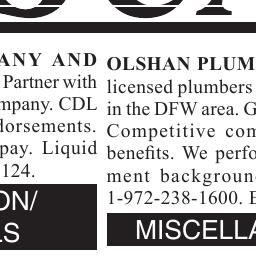 ANY AND
Partner with
mpany. CDL
dorsements.
pay. Liquid
124.
ON/
LS
OLSHAN PLUM
licensed plumbers
in the DFW area. G
Competitive com
benefits. We perfo
ment background
1-972-238-1600. E
MISCELLA